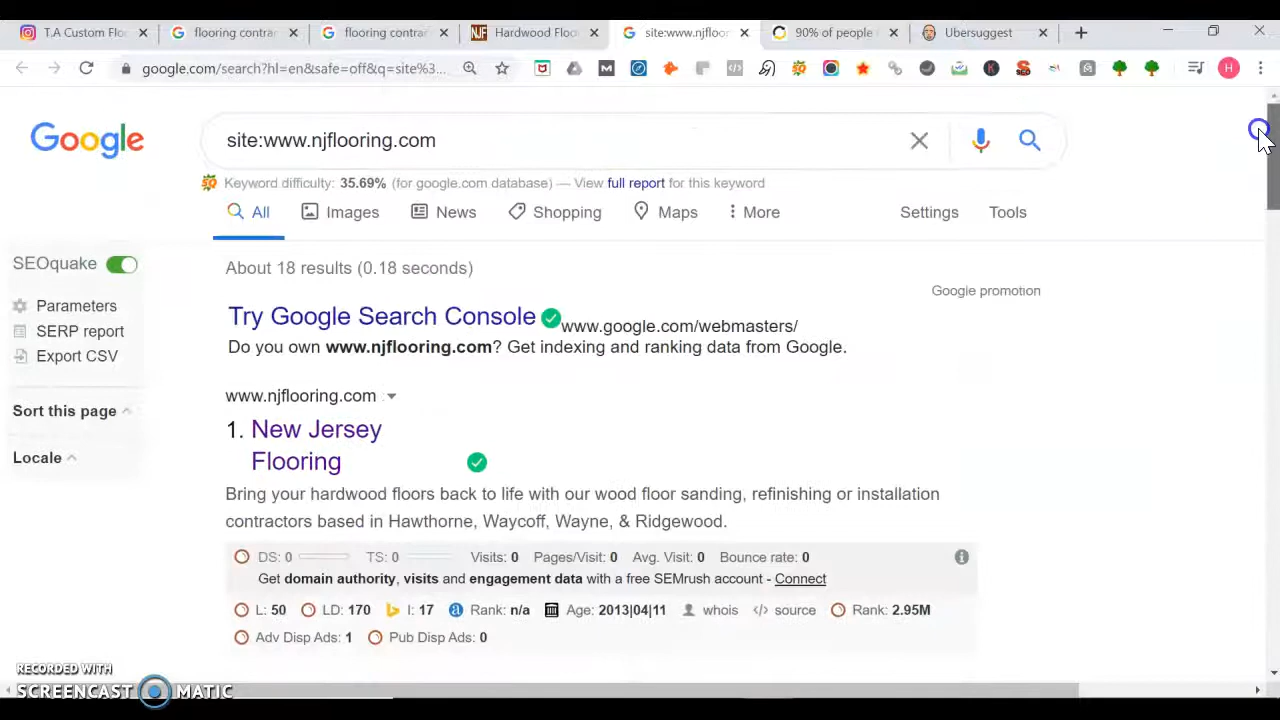 T.A Custom Floo
flooring contrac
flooring contrac
Hardwood Floo
site:www.njfloor
90% of people i
Ubersuggest
google.com/search?hl=en&safe=off&q=site%3...
Google
site:www.njflooring.com
Keyword difficulty: 35.69% (for google.com database) — View full report for this keyword
All Images News Shopping Maps More Settings Tools
SEOquake
Parameters
SERP report
Export CSV
Sort this page
Locale
About 18 results (0.18 seconds)
Google promotion
Try Google Search Console www.google.com/webmasters/
Do you own www.njflooring.com? Get indexing and ranking data from Google.
www.njflooring.com
1. New Jersey
Flooring
Bring your hardwood floors back to life with our wood floor sanding, refinishing or installation
contractors based in Hawthorne, Waycoff, Wayne, & Ridgewood.
DS: 0 TS: 0 Visits: 0 Pages/Visit: 0 Avg. Visit: 0 Bounce rate: 0
Get domain authority, visits and engagement data with a free SEMrush account - Connect
L: 50 LD: 170 I: 17 Rank: n/a Age: 2013|04|11 whois source Rank: 2.95M
Adv Disp Ads: 1 Pub Disp Ads: 0
RECORDED WITH
SCREENCAST MATIC